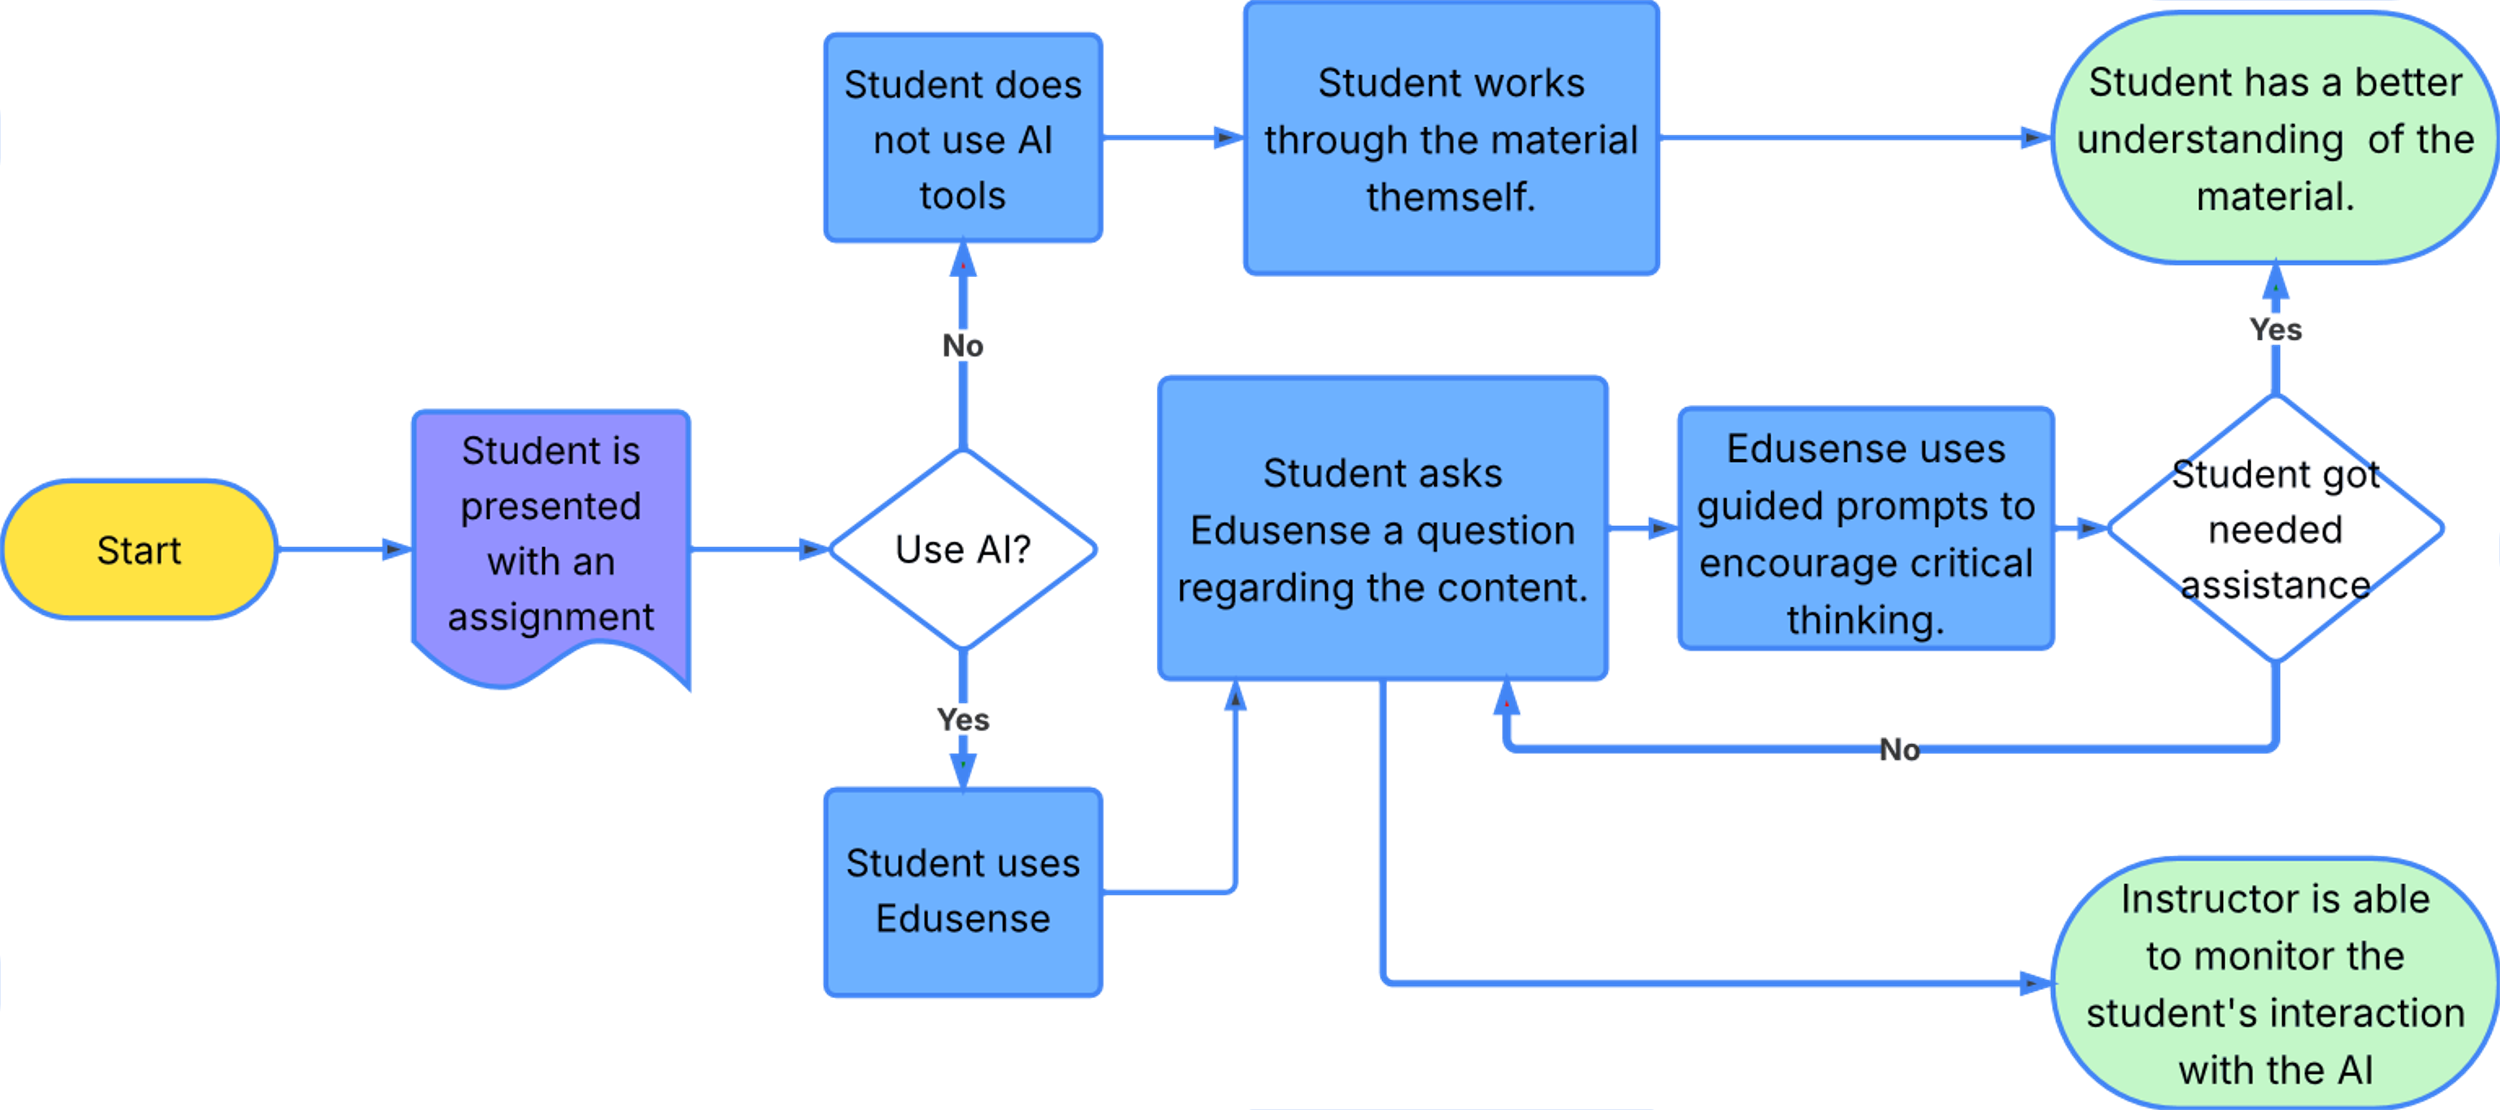 Start
Student is
presented
with an
assignment
Use AI?
No
Student does
not use AI
tools
Student works
through the material
themself.
Student has a better
understanding  of the
material.
Yes
Student uses
Edusense
Student asks
Edusense a question
regarding the content.
Edusense uses
guided prompts to
encourage critical
thinking.
Student got
needed
assistance
Yes
No
Instructor is able
to monitor the
student's interaction
with the AI